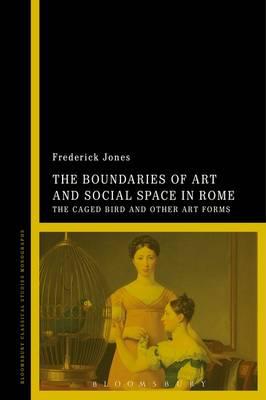 Frederick Jones
THE BOUNDARIES OF ART
AND SOCIAL SPACE IN ROME
THE CAGED BIRD AND OTHER ART FORMS
BLOOMSBURY CLASSICAL STUDIES MONOGRAPHS
BLOOMSBURY